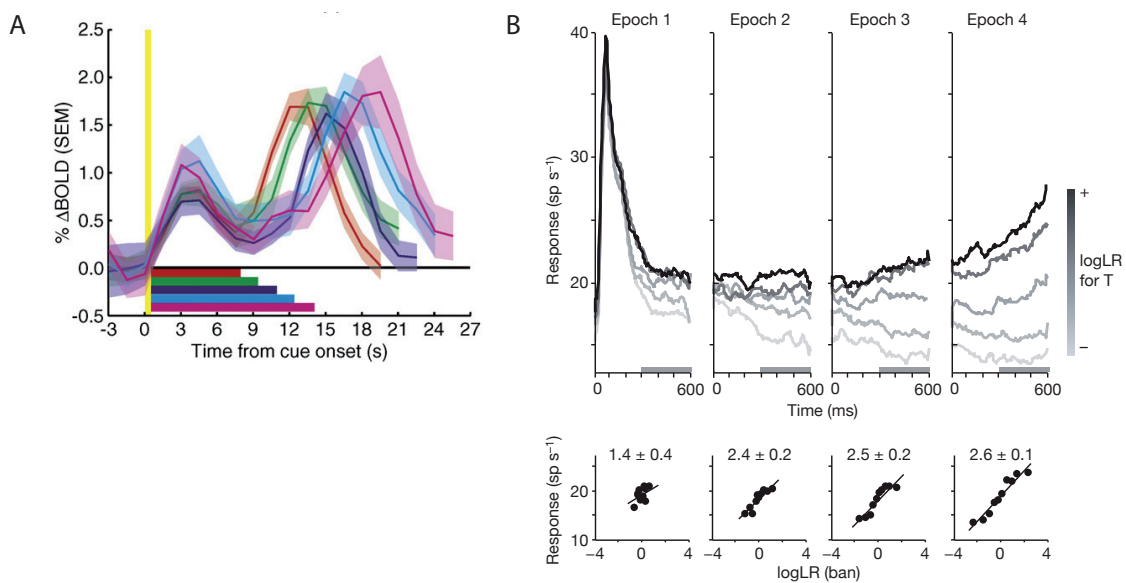 A
% ΔBOLD (SEM)
2.5
2.0
1.5
1.0
0.5
0.0
-0.5
-3 0 3 6 9 12 15 18 21 24 27
Time from cue onset (s)
B
Epoch 1 Epoch 2 Epoch 3 Epoch 4
Response (sp s⁻¹)
40
30
20
0 600 0 600 0 600 0 600
Time (ms)
+
logLR
for T
–
1.4 ± 0.4 2.4 ± 0.2 2.5 ± 0.2 2.6 ± 0.1
Response (sp s⁻¹)
20
10
–4 0 4 –4 0 4 –4 0 4 –4 0 4
logLR (ban)